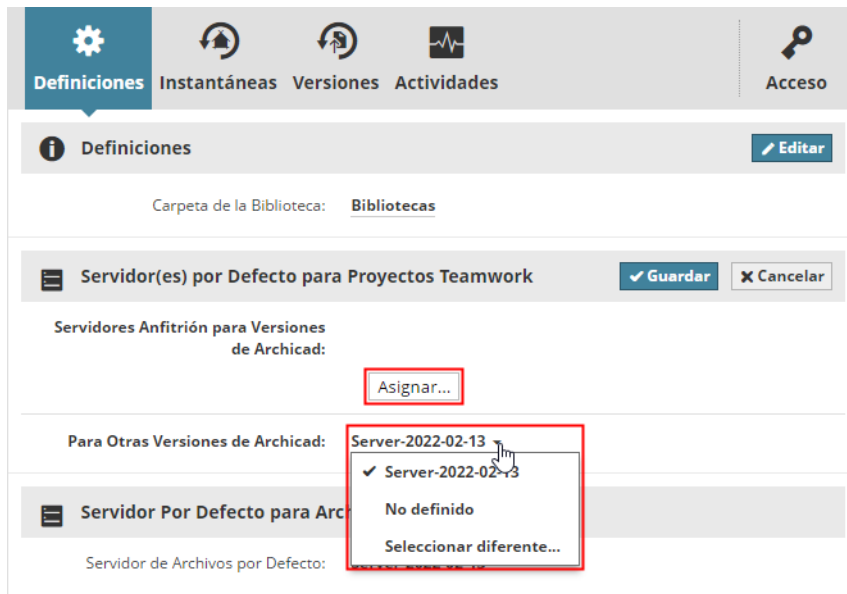 Definiciones Instantáneas Versiones Actividades Acceso
Definiciones Editar
Carpeta de la Biblioteca: Bibliotecas
Servidor(es) por Defecto para Proyectos Teamwork Guardar Cancelar
Servidores Anfitrión para Versiones
de Archicad:
Asignar...
Para Otras Versiones de Archicad: Server-2022-02-13
Server-2022-02-13
No definido
Seleccionar diferente...
Servidor Por Defecto para
Servidor de Archivos por Defecto: